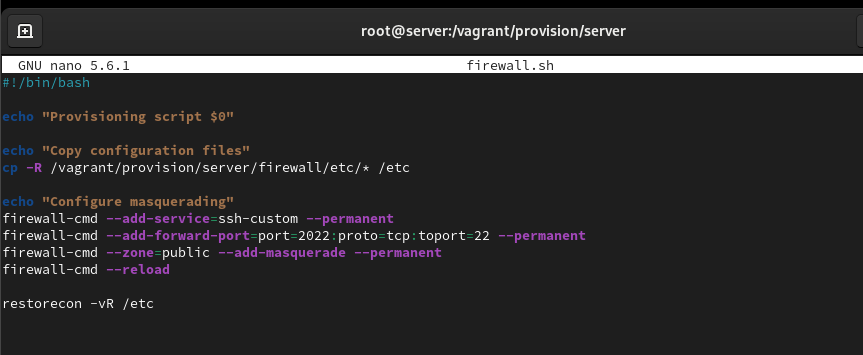 root@server:/vagrant/provision/server
GNU nano 5.6.1 firewall.sh
#!/bin/bash
echo "Provisioning script $0"
echo "Copy configuration files"
cp -R /vagrant/provision/server/firewall/etc/* /etc
echo "Configure masquerading"
firewall-cmd --add-service=ssh-custom --permanent
firewall-cmd --add-forward-port=port=2022:proto=tcp:toport=22 --permanent
firewall-cmd --zone=public --add-masquerade --permanent
firewall-cmd --reload
restorecon -vR /etc